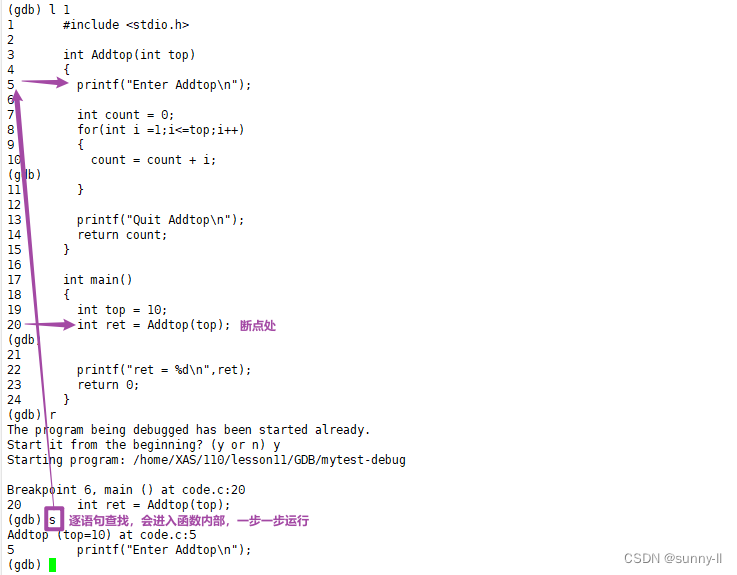 (gdb) l 1
1       #include <stdio.h>
2
3       int Addtop(int top)
4       {
5         printf("Enter Addtop\n");
6
7         int count = 0;
8         for(int i =1;i<=top;i++)
9         {
10          count = count + i;
(gdb)
11        }
12
13        printf("Quit Addtop\n");
14        return count;
15      }
16
17      int main()
18      {
19        int top = 10;
20        int ret = Addtop(top); 断点处
(gdb)
21
22        printf("ret = %d\n",ret);
23        return 0;
24      }
(gdb) r
The program being debugged has been started already.
Start it from the beginning? (y or n) y
Starting program: /home/XAS/110/lesson11/GDB/mytest-debug

Breakpoint 6, main () at code.c:20
20        int ret = Addtop(top);
(gdb) s 逐语句查找，会进入函数内部，一步一步运行
Addtop (top=10) at code.c:5
5         printf("Enter Addtop\n");
(gdb)
CSDN @sunny-ll